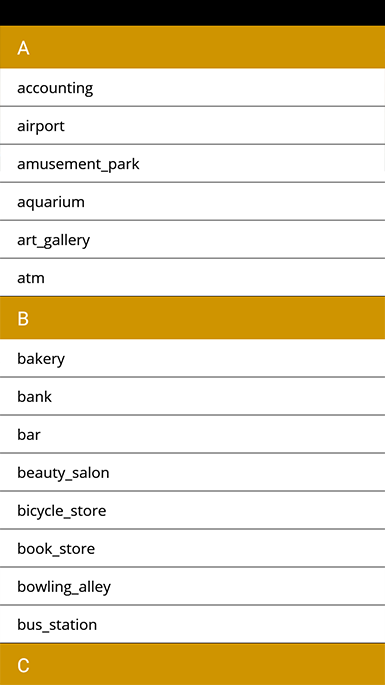 A
accounting
airport
amusement_park
aquarium
art_gallery
atm
B
bakery
bank
bar
beauty_salon
bicycle_store
book_store
bowling_alley
bus_station
C